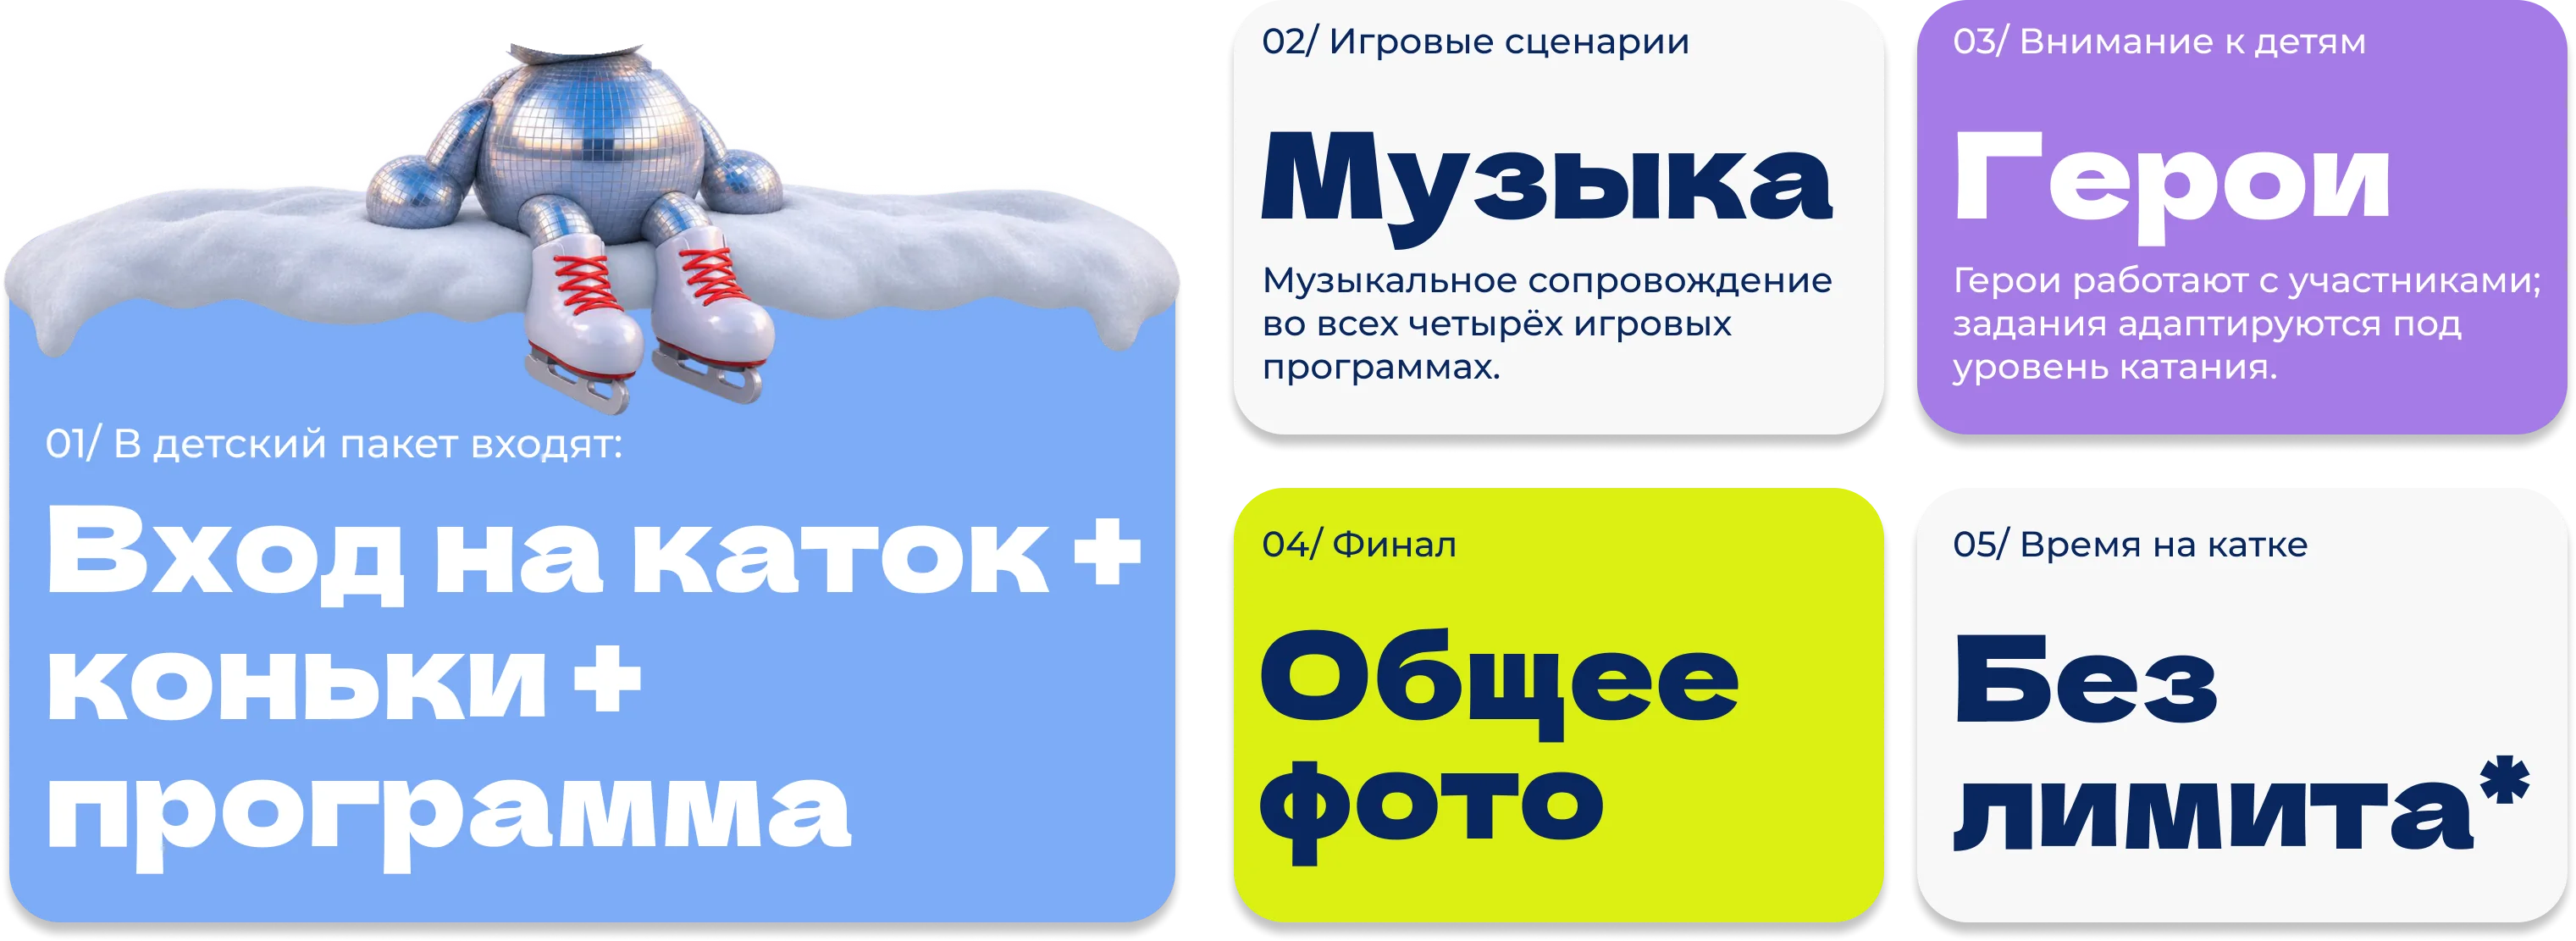 01/ В детский пакет входят:
Вход на каток +
коньки +
программа
02/ Игровые сценарии
Музыка
Музыкальное сопровождение
во всех четырёх игровых
программах.
03/ Внимание к детям
Герои
Герои работают с участниками;
задания адаптируются под
уровень катания.
04/ Финал
Общее
фото
05/ Время на катке
Без
лимита*